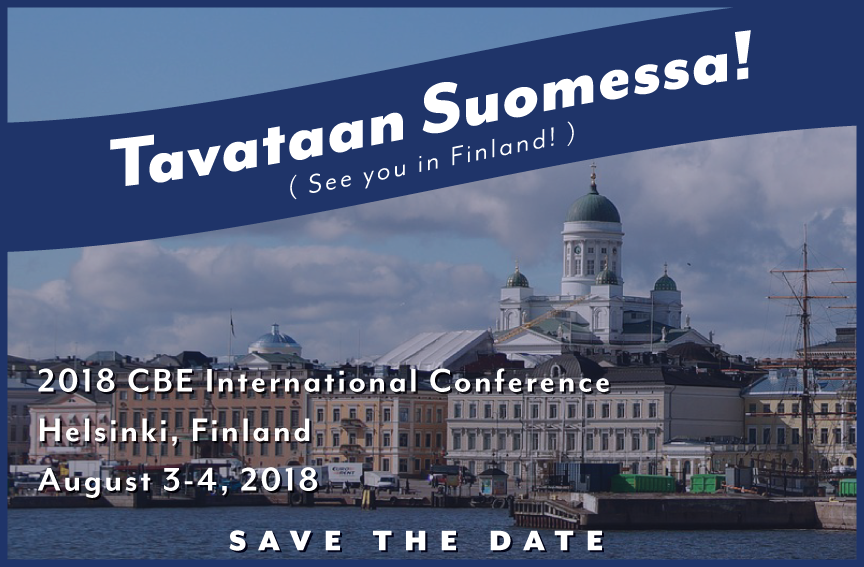 Tavataan Suomessa!
( See you in Finland! )
2018 CBE International Conference
Helsinki, Finland
August 3-4, 2018
SAVE THE DATE